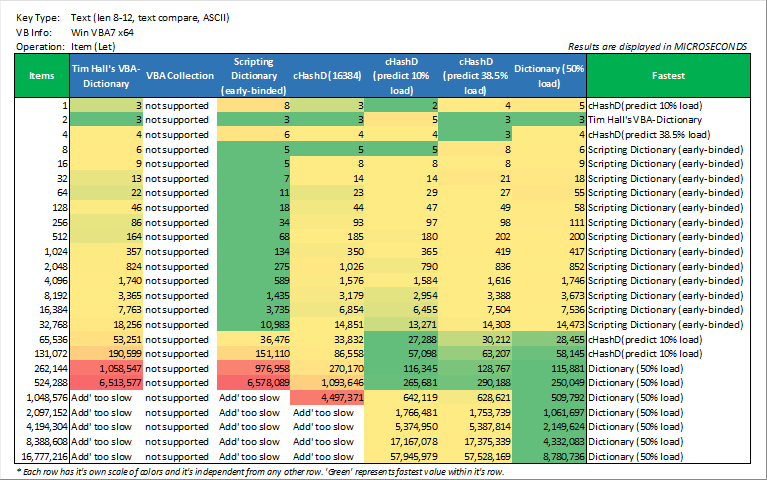 Key Type: Text (len 8-12, text compare, ASCII)
VB Info: Win VBA7 x64
Operation: Item (Let) Results are displayed in MICROSECONDS
Items Tim Hall's VBA-Dictionary VBA Collection Scripting Dictionary (early-binded) cHashD (16384) cHashD (predict 10% load) cHashD (predict 38.5% load) Dictionary (50% load) Fastest
1 3 not supported 8 3 2 4 5 cHashD(predict 10% load)
2 3 not supported 3 3 5 3 3 Tim Hall's VBA-Dictionary
4 4 not supported 6 4 4 3 4 cHashD(predict 38.5% load)
8 6 not supported 5 5 5 8 6 Scripting Dictionary (early-binded)
16 9 not supported 5 8 8 8 9 Scripting Dictionary (early-binded)
32 13 not supported 7 14 14 21 18 Scripting Dictionary (early-binded)
64 22 not supported 11 23 29 27 55 Scripting Dictionary (early-binded)
128 46 not supported 18 44 47 49 58 Scripting Dictionary (early-binded)
256 86 not supported 34 93 97 98 111 Scripting Dictionary (early-binded)
512 164 not supported 68 185 180 202 200 Scripting Dictionary (early-binded)
1,024 357 not supported 134 350 365 419 417 Scripting Dictionary (early-binded)
2,048 824 not supported 275 1,026 790 836 852 Scripting Dictionary (early-binded)
4,096 1,740 not supported 589 1,576 1,584 1,616 1,746 Scripting Dictionary (early-binded)
8,192 3,365 not supported 1,435 3,179 2,954 3,388 3,673 Scripting Dictionary (early-binded)
16,384 7,763 not supported 3,735 6,854 6,455 7,504 7,536 Scripting Dictionary (early-binded)
32,768 18,256 not supported 10,983 14,851 13,271 14,303 14,473 Scripting Dictionary (early-binded)
65,536 53,251 not supported 36,476 33,832 27,288 30,212 28,455 cHashD(predict 10% load)
131,072 190,599 not supported 151,110 86,558 57,098 63,207 58,145 cHashD(predict 10% load)
262,144 1,058,547 not supported 976,958 270,170 116,345 128,767 115,881 Dictionary (50% load)
524,288 6,513,577 not supported 6,578,089 1,093,646 265,681 290,188 250,049 Dictionary (50% load)
1,048,576 Add' too slow not supported Add' too slow 4,497,371 642,119 628,621 509,792 Dictionary (50% load)
2,097,152 Add' too slow not supported Add' too slow Add' too slow 1,766,481 1,753,739 1,061,697 Dictionary (50% load)
4,194,304 Add' too slow not supported Add' too slow Add' too slow 5,374,950 5,387,814 2,149,624 Dictionary (50% load)
8,388,608 Add' too slow not supported Add' too slow Add' too slow 17,167,078 17,375,339 4,332,083 Dictionary (50% load)
16,777,216 Add' too slow not supported Add' too slow Add' too slow 57,945,979 57,528,169 8,780,736 Dictionary (50% load)
* Each row has it's own scale of colors and it's independent from any other row. 'Green' represents fastest value within it's row.